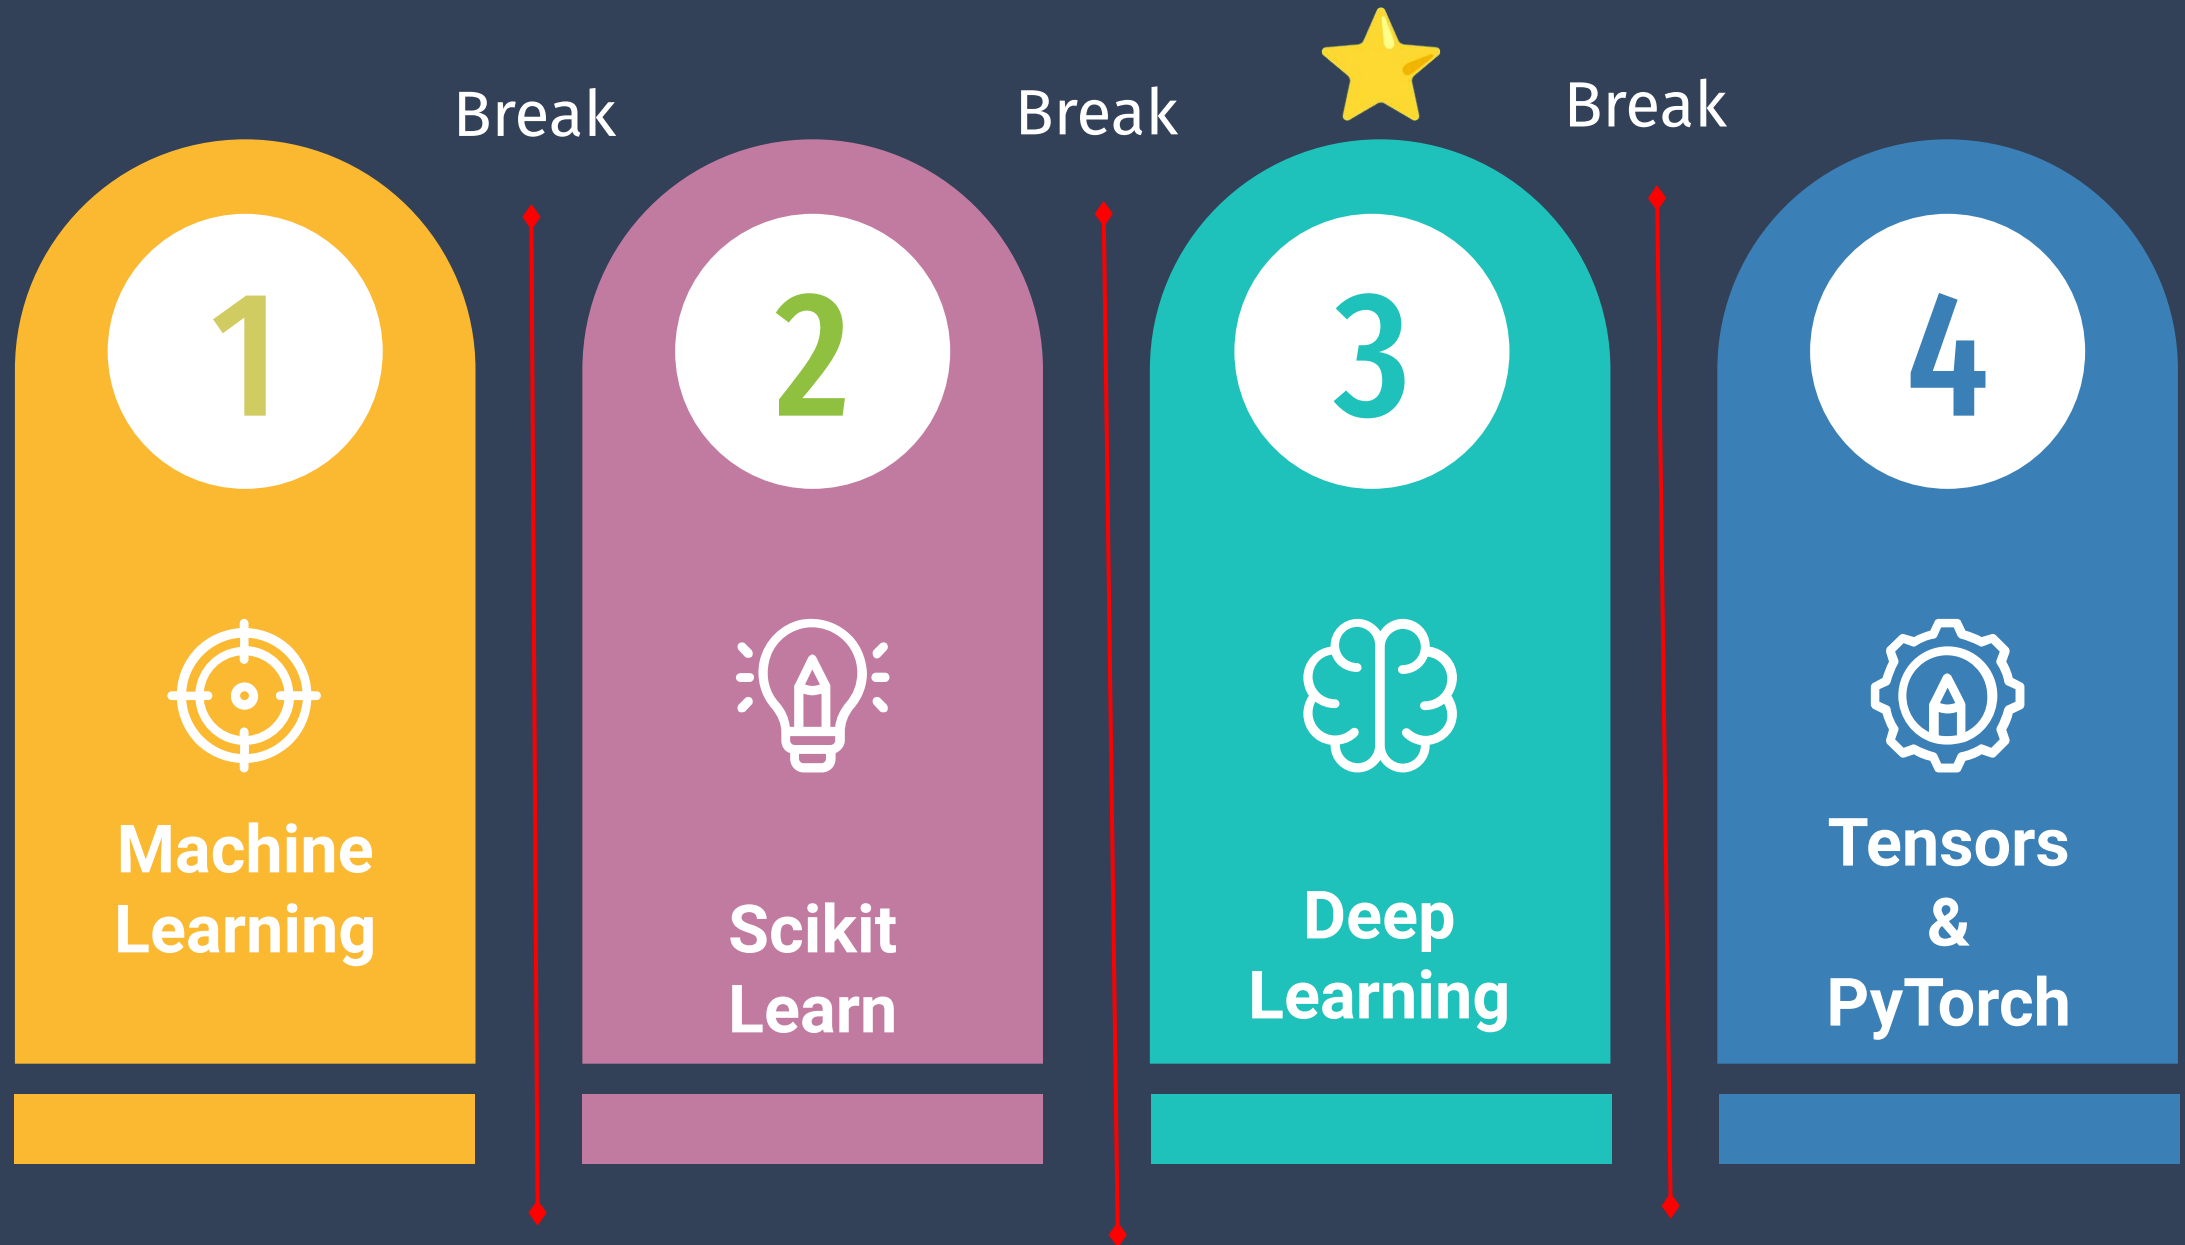 Break
Break
Break
1
2
3
4
Machine
Learning
Scikit
Learn
Deep
Learning
Tensors
&
PyTorch